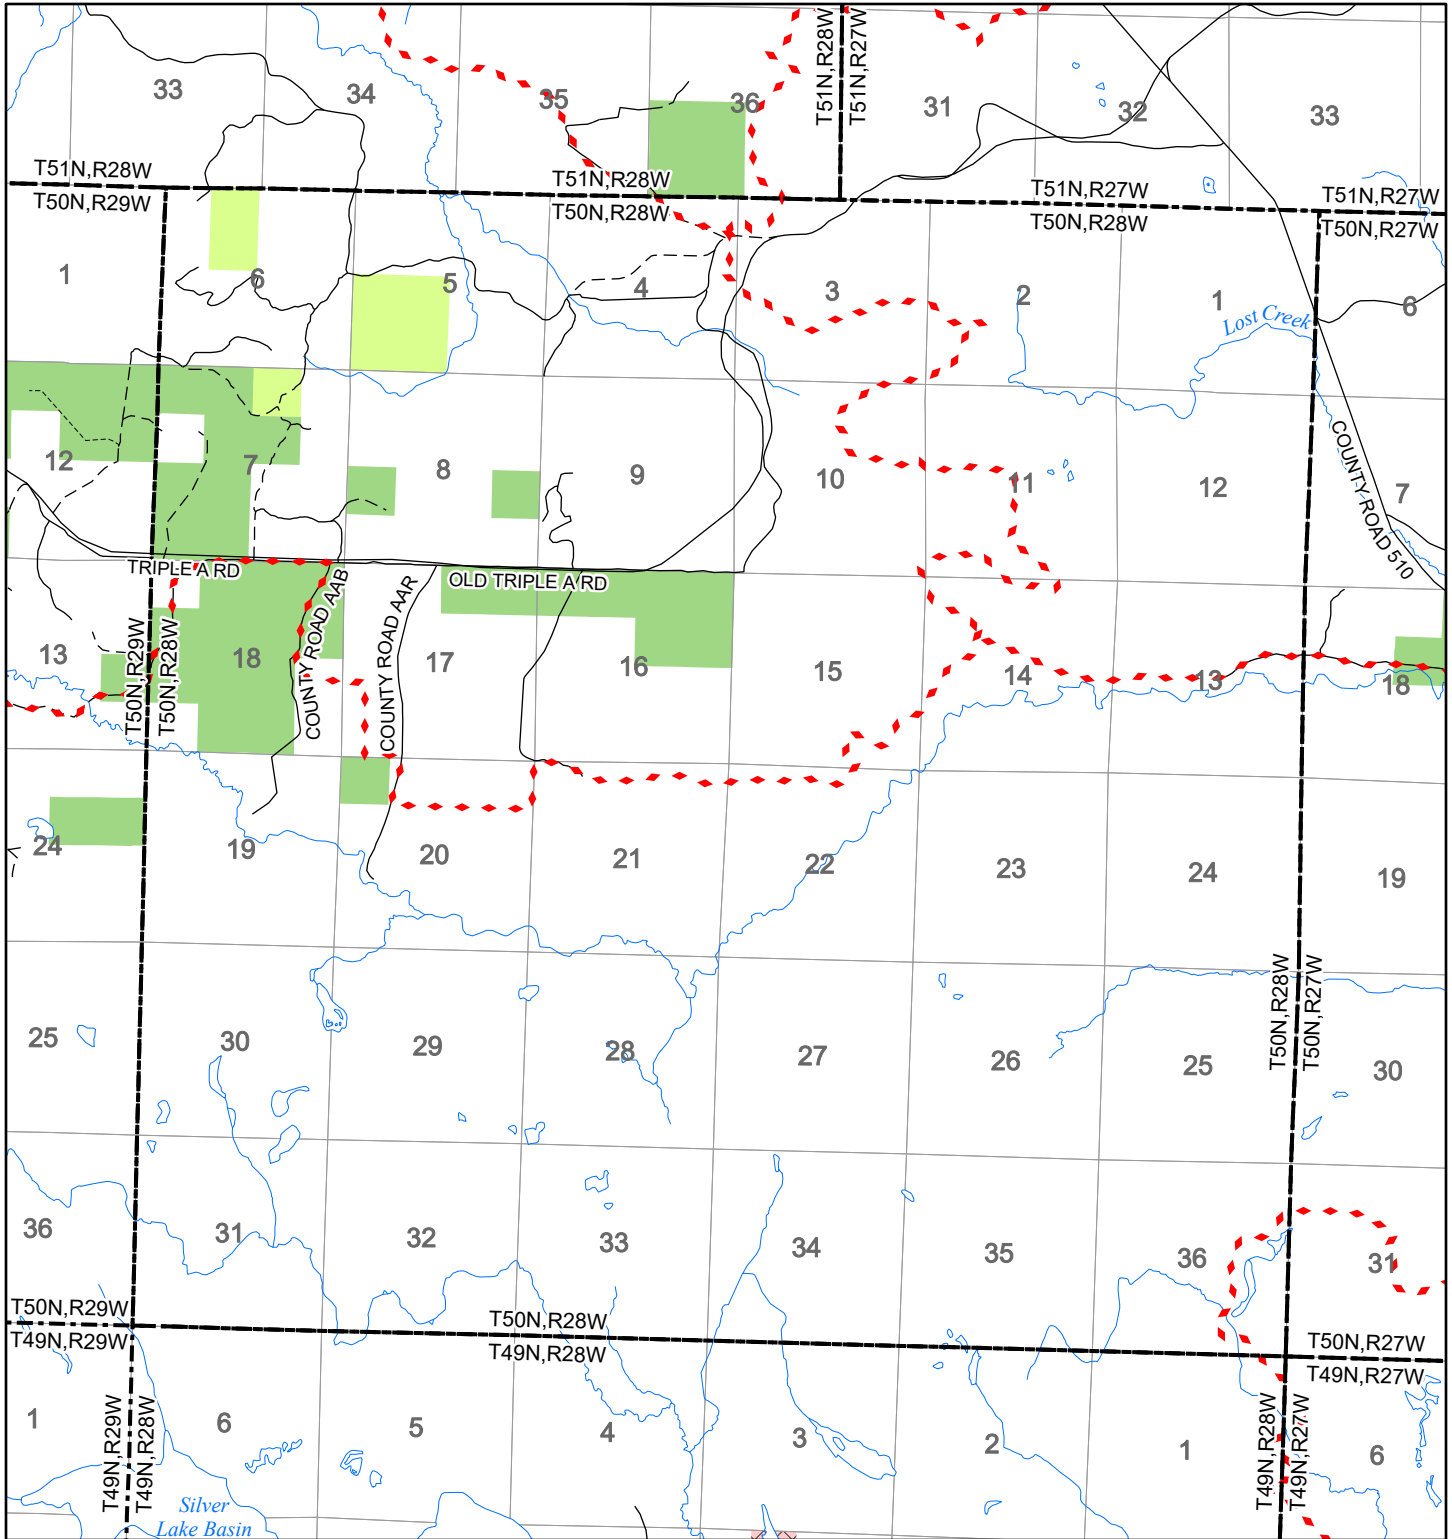 33
34
35
36
31
32
33
T51N,R28W
T51N,R27W
T51N,R28W
T50N,R29W
T51N,R28W
T50N,R28W
T51N,R27W
T50N,R28W
T51N,R27W
T50N,R27W
1
6
5
4
3
2
1
6
Lost Creek
12
7
8
9
10
11
12
7
COUNTY ROAD 510
TRIPLE A RD
OLD TRIPLE A RD
COUNTY ROAD AAB
COUNTY ROAD AAR
T50N,R29W
T50N,R28W
13
18
17
16
15
14
13
18
24
19
20
21
22
23
24
19
T50N,R28W
T50N,R27W
25
30
29
28
27
26
25
30
36
31
32
33
34
35
36
31
T50N,R29W
T49N,R29W
T50N,R28W
T49N,R28W
T50N,R27W
T49N,R27W
T49N,R29W
T49N,R28W
1
6
5
4
3
2
1
6
T49N,R28W
T49N,R27W
Silver
Lake Basin